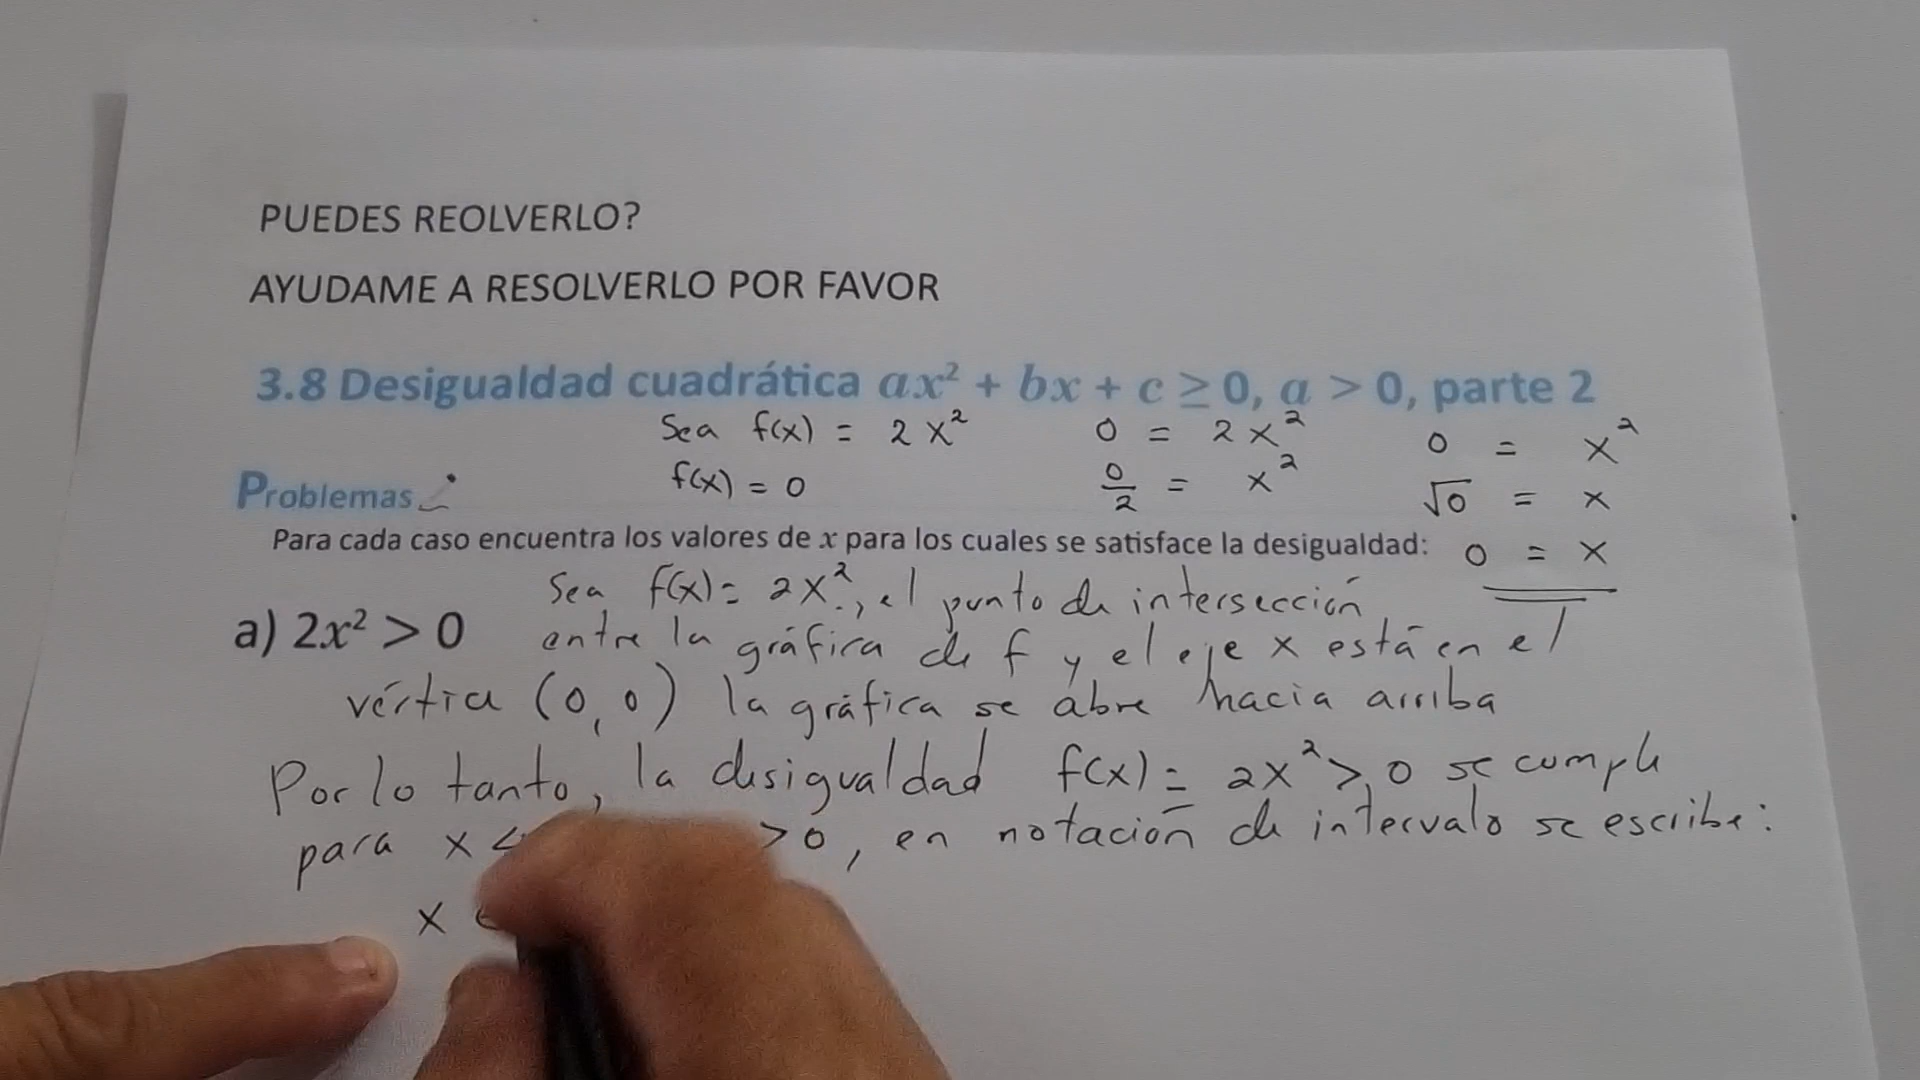 PUEDES REOLVERLO?
AYUDAME A RESOLVERLO POR FAVOR
3.8 Desigualdad cuadrática ax² + bx + c ≥ 0, a > 0, parte 2
Sea f(x) = 2x² 0 = 2x² 0 = x²
f(x) = 0 0/2 = x² √0 = x
Problemas
Para cada caso encuentra los valores de x para los cuales se satisface la desigualdad: 0 = x
Sea f(x) = 2x², el punto de intersección
a) 2x² > 0 entre la gráfica de f y el eje x está en el
vértice (0,0) la gráfica se abre hacia arriba
Por lo tanto, la desigualdad f(x) = 2x² > 0 se cumple
para x < > 0, en notación de intervalo se escribe:
x